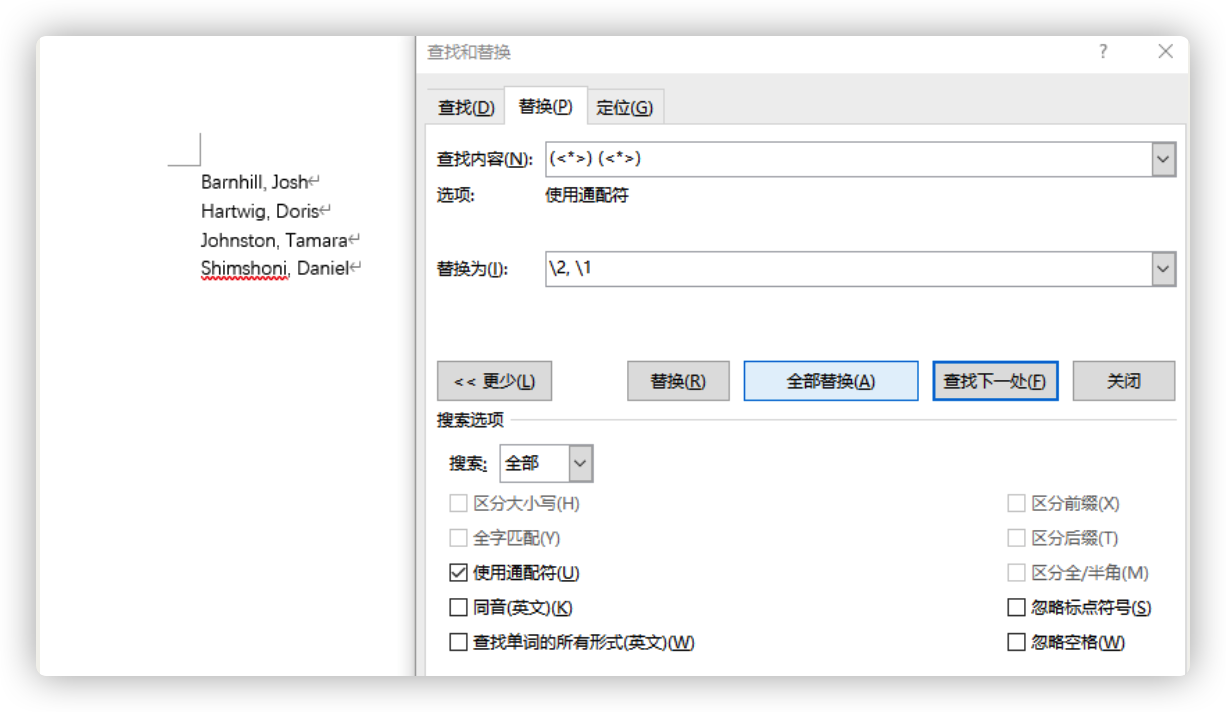 查找和替换 ?
查找(D) 替换(P) 定位(G)
查找内容(N): (<*>) (<*>)
选项: 使用通配符
替换为(I): \2, \1
Barnhill, Josh↵
Hartwig, Doris↵
Johnston, Tamara↵
Shimshoni, Daniel↵
<< 更少(L) 替换(R) 全部替换(A) 查找下一处(F) 关闭
搜索选项
搜索: 全部
区分大小写(H) 区分前缀(X)
全字匹配(Y) 区分后缀(T)
使用通配符(U) 区分全/半角(M)
同音(英文)(K) 忽略标点符号(S)
查找单词的所有形式(英文)(W) 忽略空格(W)